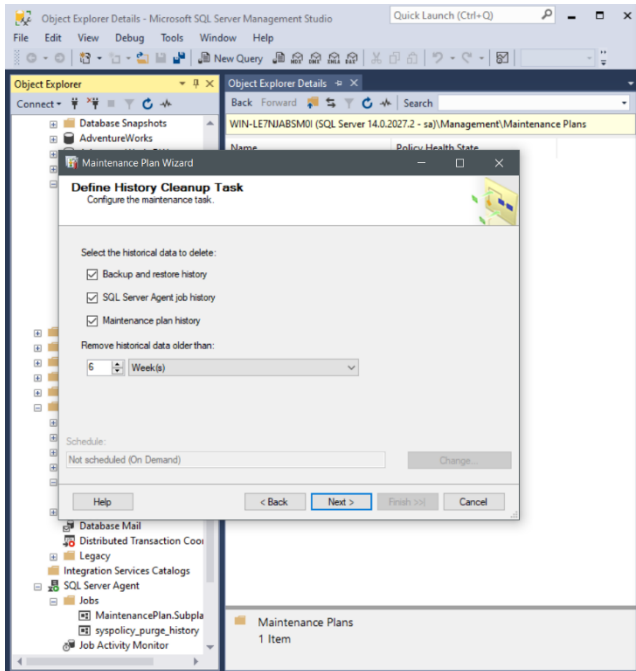 Object Explorer Details - Microsoft SQL Server Management Studio
Quick Launch (Ctrl+Q)
File Edit View Debug Tools Window Help
New Query
Object Explorer
Connect
Database Snapshots
AdventureWorks
Object Explorer Details
Back Forward Search
WIN-LE7NJABSM0I (SQL Server 14.0.2027.2 - sa)\Management\Maintenance Plans
Name Policy Health State
Maintenance Plan Wizard
Define History Cleanup Task
Configure the maintenance task.
Select the historical data to delete:
Backup and restore history
SQL Server Agent job history
Maintenance plan history
Remove historical data older than:
6 Week(s)
Schedule:
Not scheduled (On Demand)
Change...
Help
< Back
Next >
Finish >>|
Cancel
Database Mail
Distributed Transaction Coor
Legacy
Integration Services Catalogs
SQL Server Agent
Jobs
MaintenancePlan.Subpla
syspolicy_purge_history
Job Activity Monitor
Maintenance Plans
1 Item